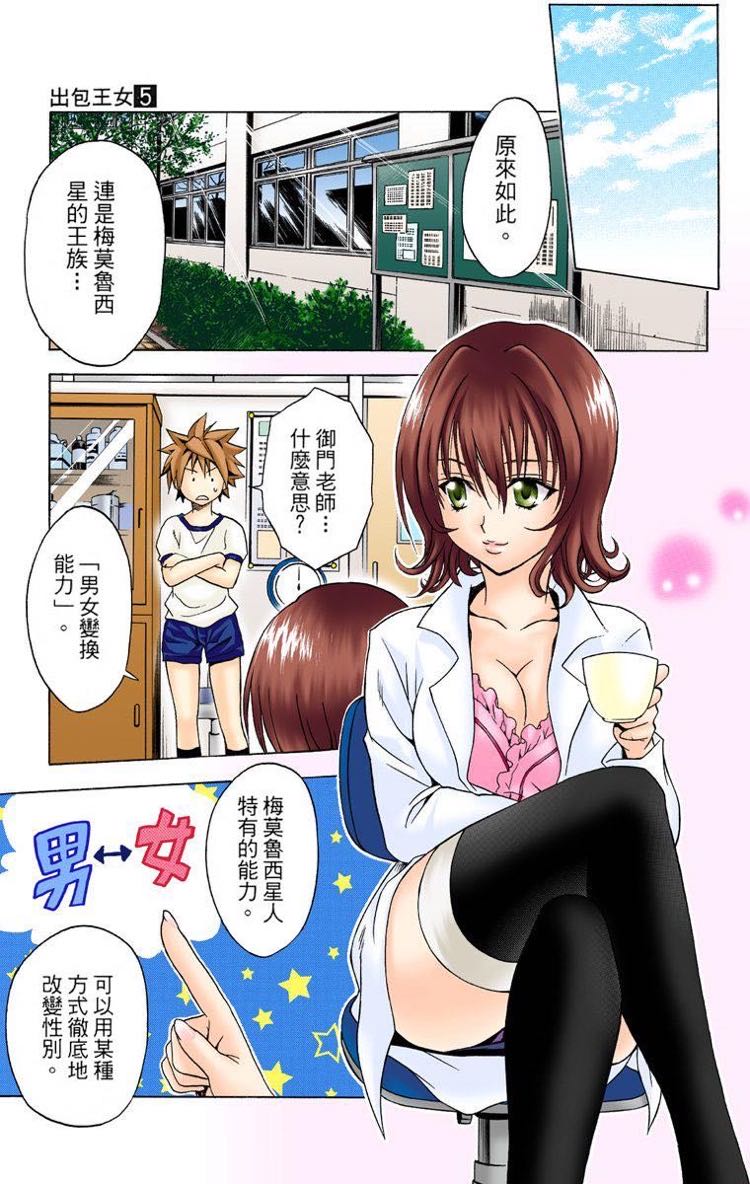 出包王女5
原來如此。
連是梅莫魯西
星的王族…
御門老師…
什麼意思？
「男女變換
能力」。
梅莫魯西星人
特有的能力。
男↔女
可以用某種
方式徹底地
改變性別。